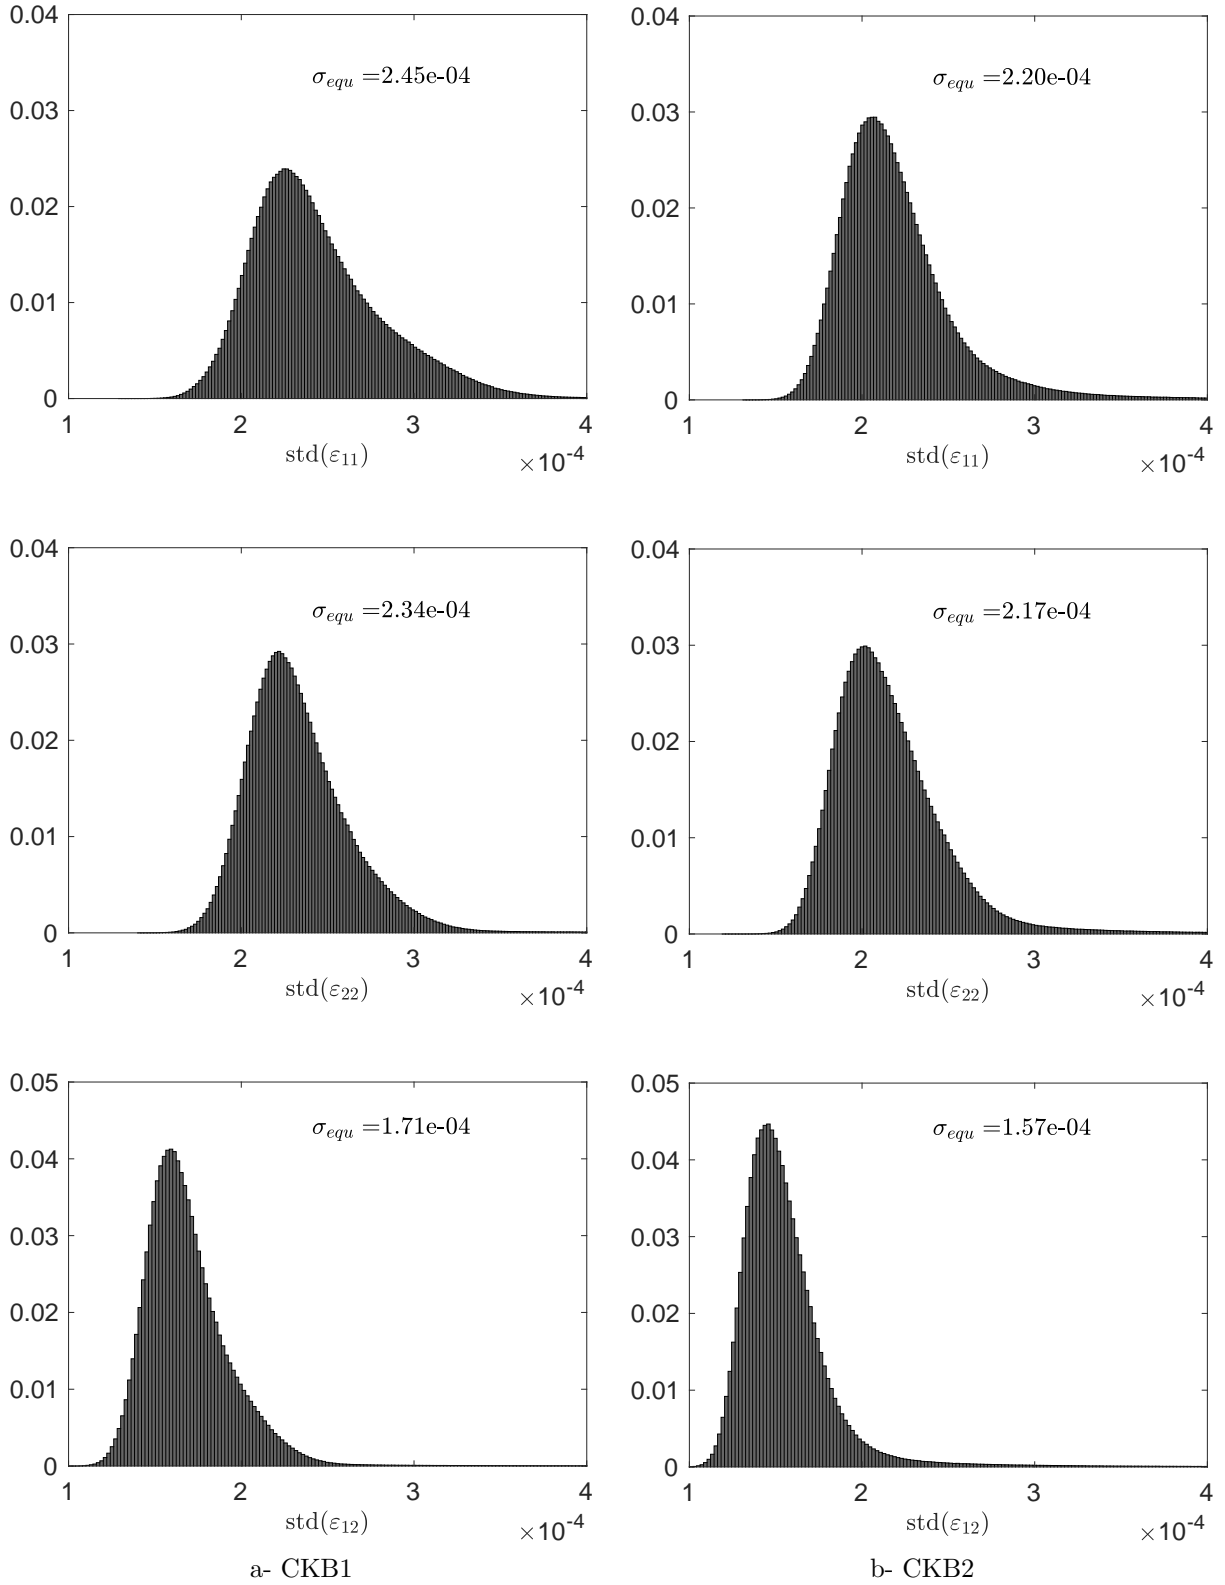 0.04
0.03
0.02
0.01
0
σ_equ =2.45e-04
1 2 3 4
std(ε_11)
×10^-4
0.04
0.03
0.02
0.01
0
σ_equ =2.20e-04
1 2 3 4
std(ε_11)
×10^-4
0.04
0.03
0.02
0.01
0
σ_equ =2.34e-04
1 2 3 4
std(ε_22)
×10^-4
0.04
0.03
0.02
0.01
0
σ_equ =2.17e-04
1 2 3 4
std(ε_22)
×10^-4
0.05
0.04
0.03
0.02
0.01
0
σ_equ =1.71e-04
1 2 3 4
std(ε_12)
×10^-4
a- CKB1
0.05
0.04
0.03
0.02
0.01
0
σ_equ =1.57e-04
1 2 3 4
std(ε_12)
×10^-4
b- CKB2